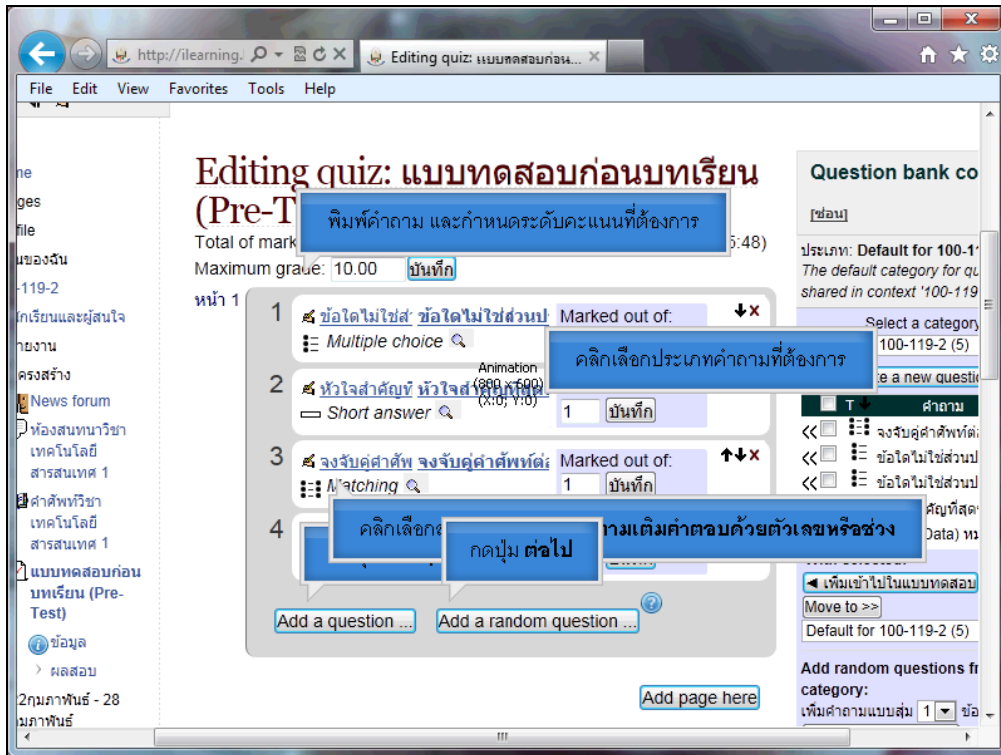 http://ilearning.
Editing quiz: แบบทดสอบก่อน...
File Edit View Favorites Tools Help
ne
ges
file
นของฉัน
-119-2
ักเรียนและผู้สนใจ
ายงาน
ครงสร้าง
News forum
ห้องสนทนาวิชา
เทคโนโลยี
สารสนเทศ 1
คำศัพท์วิชา
เทคโนโลยี
สารสนเทศ 1
แบบทดสอบก่อน
บทเรียน (Pre-
Test)
ข้อมูล
ผลสอบ
2กุมภาพันธ์ - 28
ุมภาพันธ์
Editing quiz: แบบทดสอบก่อนบทเรียน
(Pre-T
พิมพ์คำถาม และกำหนดระดับคะแนนที่ต้องการ
Total of mark
5:48)
Maximum grade: 10.00 บันทึก
หน้า 1
1 ข้อใดไม่ใช่ส่ว ข้อใดไม่ใช่ส่วนป Marked out of:
Multiple choice
คลิกเลือกประเภทคำถามที่ต้องการ
Animation
(800 x 600)
(X:0; Y:0)
2 หัวใจสำคัญที่ หัวใจสำคัญที่สุด
Short answer 1 บันทึก
3 จงจับคู่คำศัพ จงจับคู่คำศัพท์ต่อ Marked out of:
Matching 1 บันทึก
4 คลิกเลือก ามเติมคำตอบด้วยตัวเลขหรือช่วง
กดปุ่ม ต่อไป
บันทึก
Add a question ... Add a random question ...
Add page here
Question bank co
[ซ่อน]
ประเภท: Default for 100-1
The default category for qu
shared in context '100-119
Select a category
100-119-2 (5)
e a new questio
T คำถาม
จงจับคู่คำศัพท์ต่
ข้อใดไม่ใช่ส่วนป
ข้อใดไม่ใช่ส่วนป
คัญที่สุด
Data) หม
With selected:
เพิ่มเข้าไปในแบบทดสอบ
Move to >>
Default for 100-119-2 (5)
Add random questions fr
category:
เพิ่มคำถามแบบสุ่ม 1 ข้อ